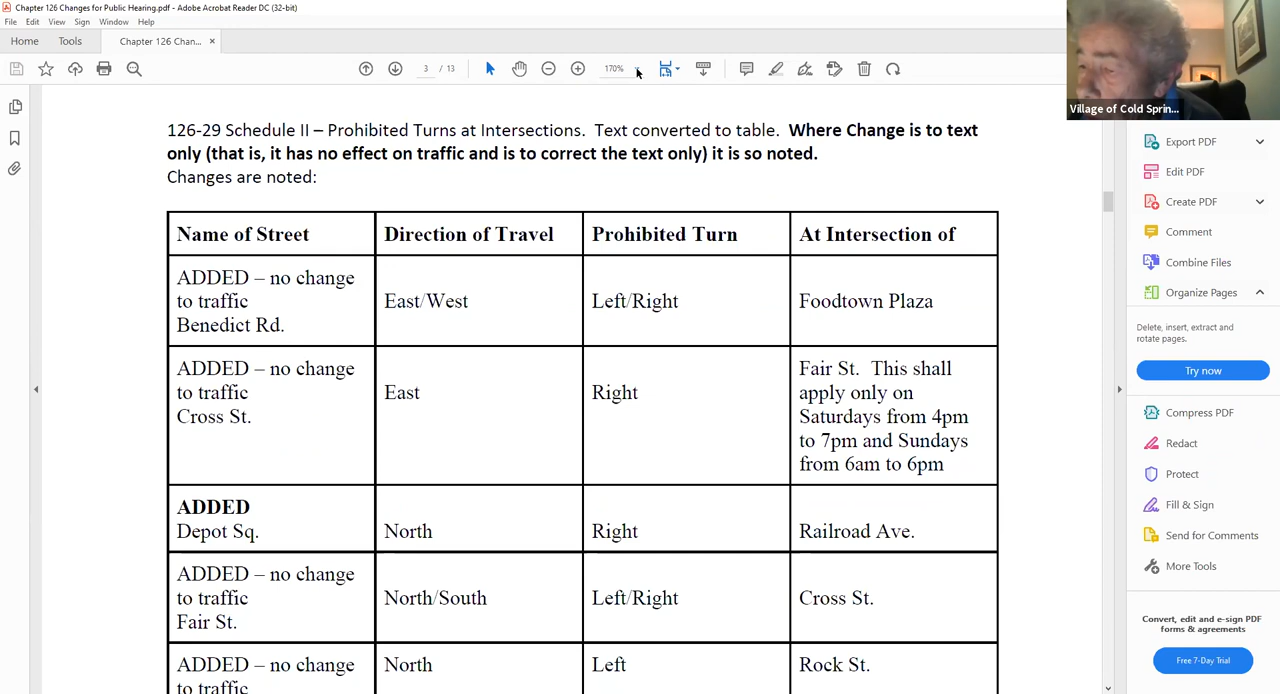 Chapter 126 Changes for Public Hearing.pdf - Adobe Acrobat Reader DC (32-bit)
File Edit View Sign Window Help
Home Tools Chapter 126 Chan... ×
3 / 13 170%
Village of Cold Sprin...
126-29 Schedule II – Prohibited Turns at Intersections. Text converted to table. Where Change is to text
only (that is, it has no effect on traffic and is to correct the text only) it is so noted.
Changes are noted:
Name of Street Direction of Travel Prohibited Turn At Intersection of
ADDED – no change
to traffic
Benedict Rd.
East/West
Left/Right
Foodtown Plaza
ADDED – no change
to traffic
Cross St.
East
Right
Fair St. This shall
apply only on
Saturdays from 4pm
to 7pm and Sundays
from 6am to 6pm
ADDED
Depot Sq.
North
Right
Railroad Ave.
ADDED – no change
to traffic
Fair St.
North/South
Left/Right
Cross St.
ADDED – no change
to traffic
North
Left
Rock St.
Export PDF
Edit PDF
Create PDF
Comment
Combine Files
Organize Pages
Delete, insert, extract and
rotate pages.
Try now
Compress PDF
Redact
Protect
Fill & Sign
Send for Comments
More Tools
Convert, edit and e-sign PDF
forms & agreements
Free 7-Day Trial